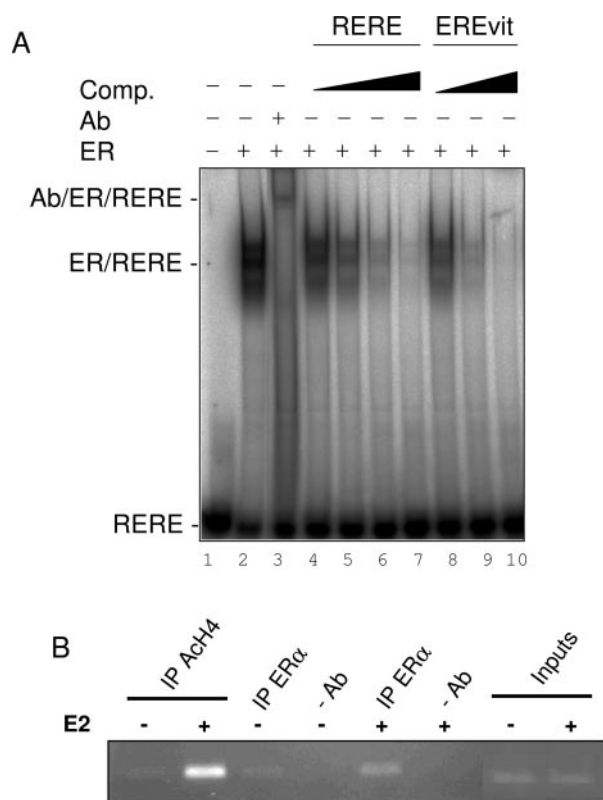 A
RERE EREvit
Comp. – – –
Ab – – + – – – – – – –
ER – + + + + + + + + +
Ab/ER/RERE -
ER/RERE -
RERE -
1 2 3 4 5 6 7 8 9 10
B
IP AcH4 IP ERα - Ab IP ERα - Ab Inputs
E2 - + - - + + - +